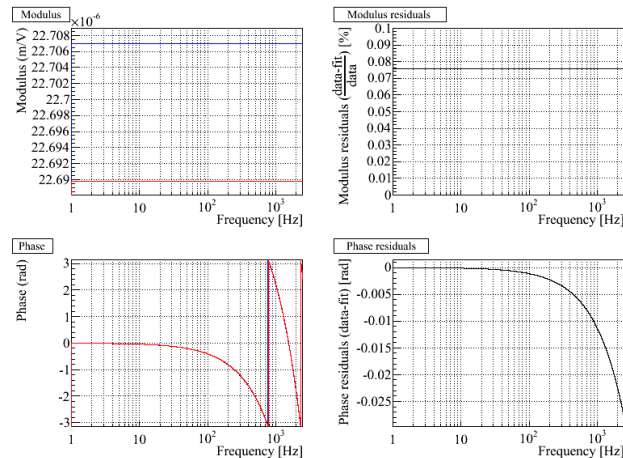 Modulus
×10⁻⁶
Modulus (m/V)
22.708
22.706
22.704
22.702
22.7
22.698
22.696
22.694
22.692
22.69
1 10 10² 10³
Frequency [Hz]
Modulus residuals
Modulus residuals (data-fit/data) [%]
0.1
0.09
0.08
0.07
0.06
0.05
0.04
0.03
0.02
0.01
0
1 10 10² 10³
Frequency [Hz]
Phase
Phase (rad)
3
2
1
0
-1
-2
-3
1 10 10² 10³
Frequency [Hz]
Phase residuals
Phase residuals (data-fit) [rad]
0
-0.005
-0.01
-0.015
-0.02
-0.025
1 10 10² 10³
Frequency [Hz]